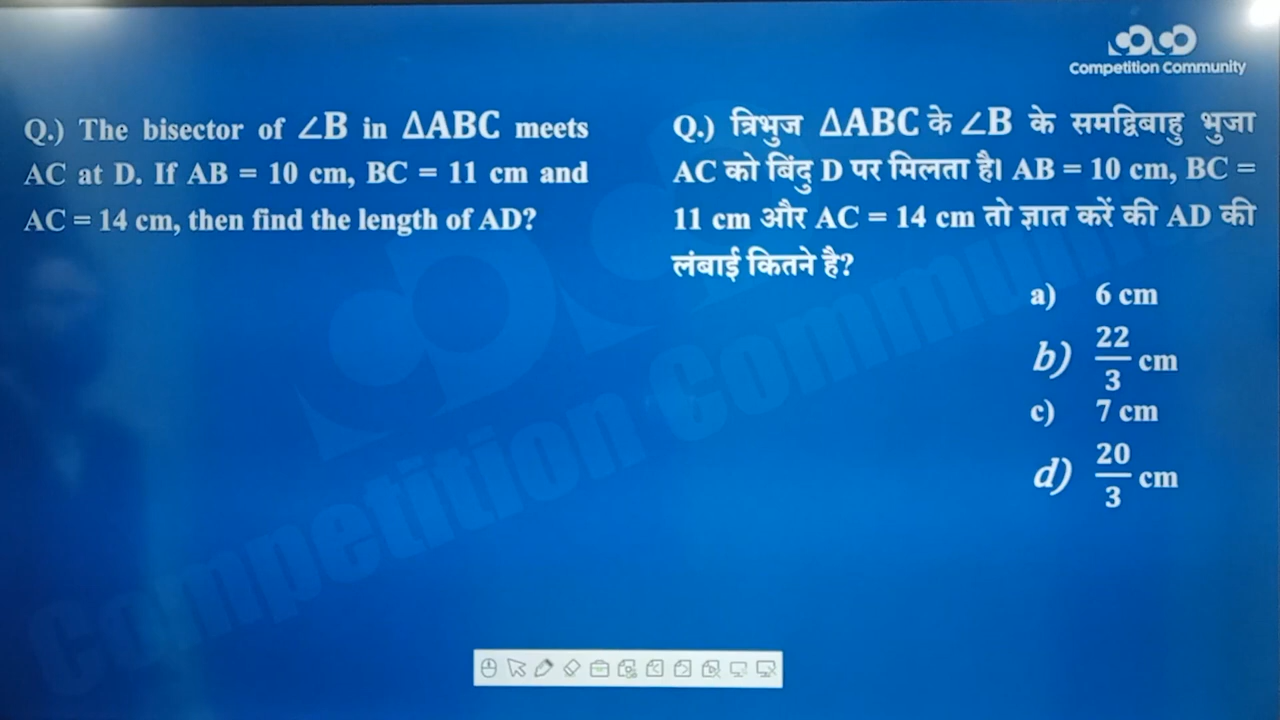 Competition Community
Q.) The bisector of ∠B in ΔABC meets
AC at D. If AB = 10 cm, BC = 11 cm and
AC = 14 cm, then find the length of AD?
Q.) त्रिभुज ΔABC के ∠B के समद्विबाहु भुजा
AC को बिंदु D पर मिलता है। AB = 10 cm, BC =
11 cm और AC = 14 cm तो ज्ञात करें की AD की
लंबाई कितने है?
a) 6 cm
b) 22/3 cm
c) 7 cm
d) 20/3 cm
Competition Community